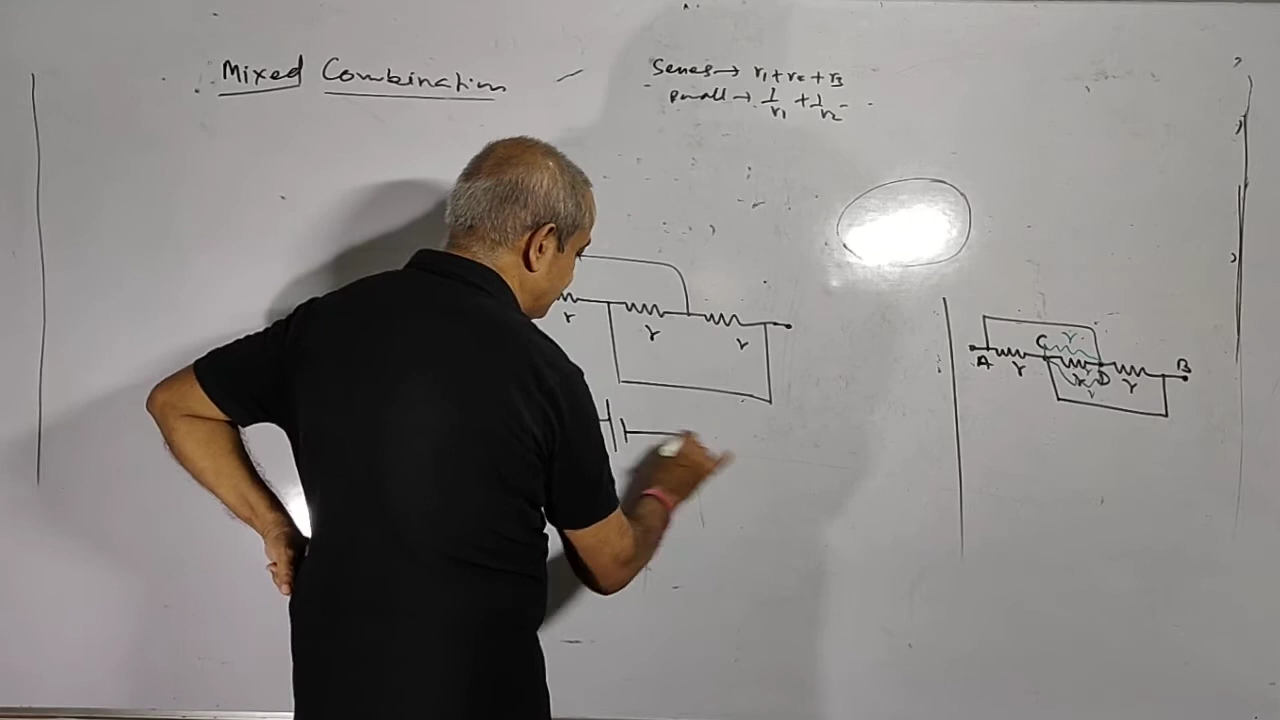 Mixed Combination
Series → r1 + r2 + r3
Parall → 1/r1 + 1/r2
r
r
r
C
r
A
r
r
D
r
r
B